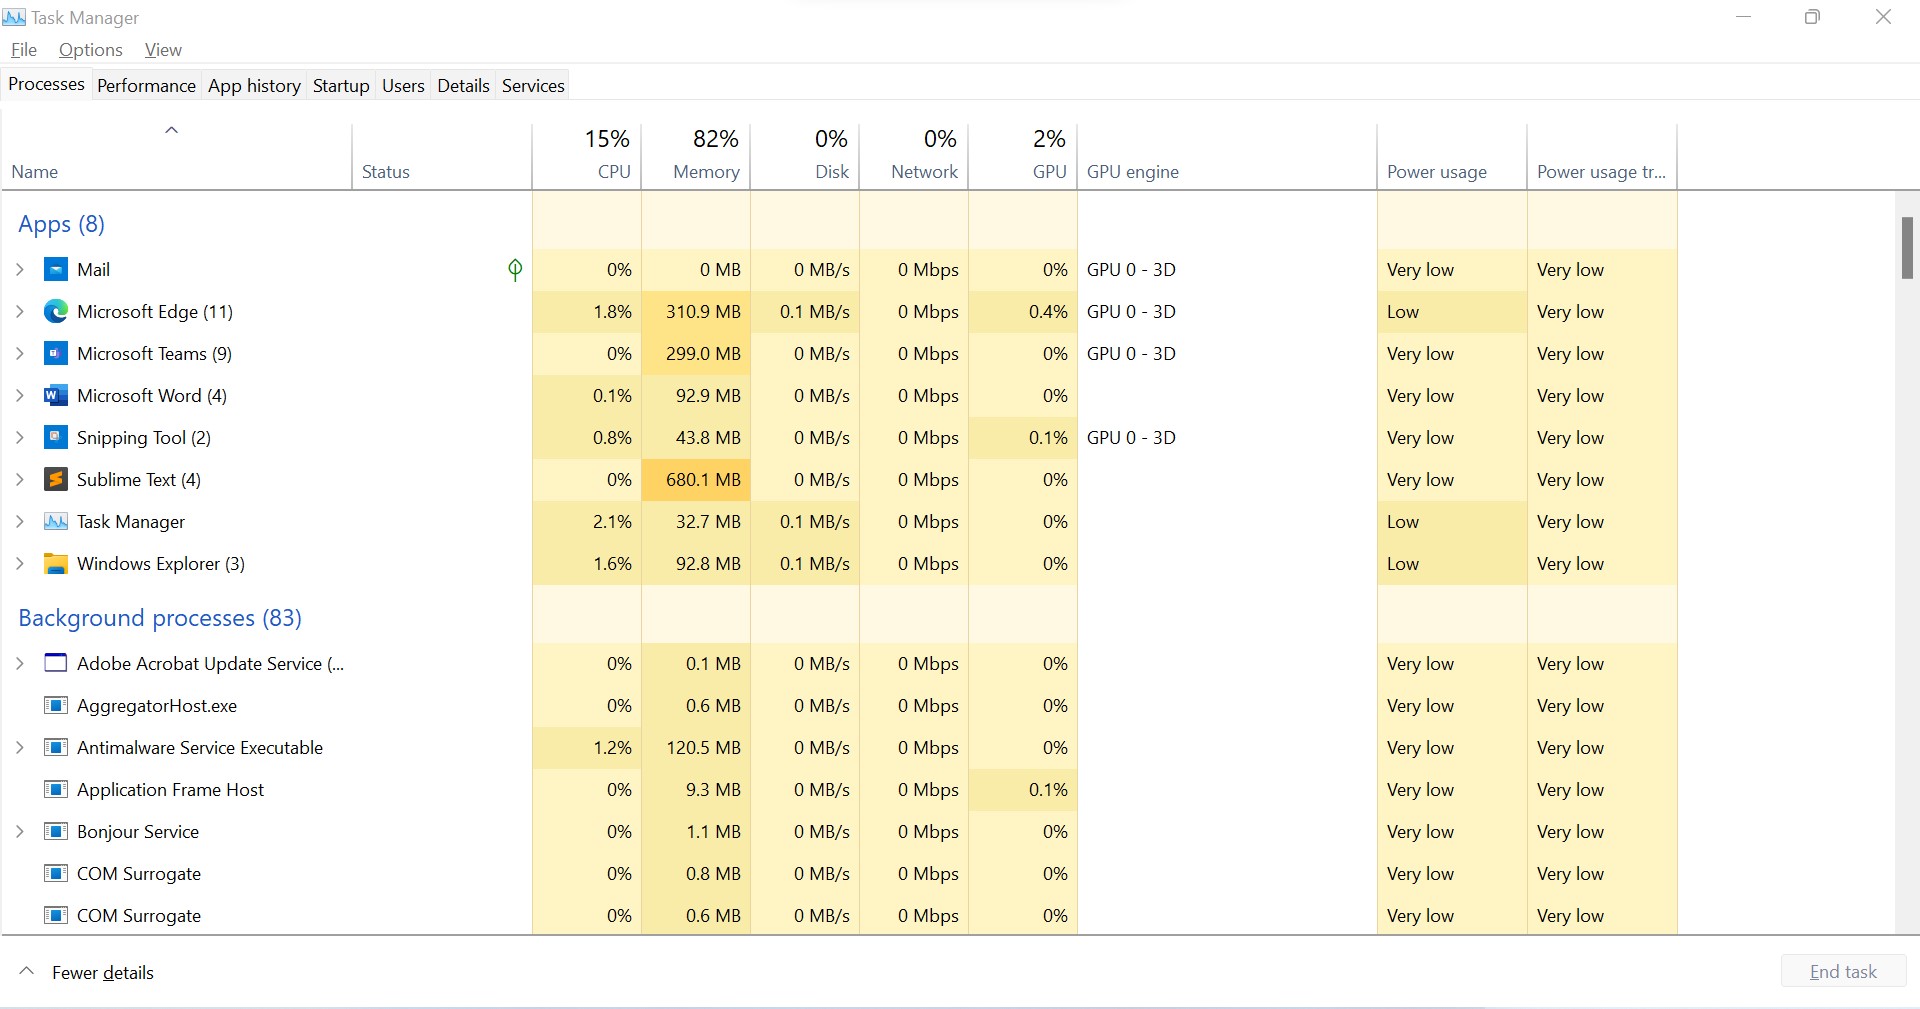 Task Manager
File Options View
Processes Performance App history Startup Users Details Services
15% 82% 0% 0% 2%
Name Status CPU Memory Disk Network GPU GPU engine Power usage Power usage tr...
Apps (8)
Mail 0% 0 MB 0 MB/s 0 Mbps 0% GPU 0 - 3D Very low Very low
Microsoft Edge (11) 1.8% 310.9 MB 0.1 MB/s 0 Mbps 0.4% GPU 0 - 3D Low Very low
Microsoft Teams (9) 0% 299.0 MB 0 MB/s 0 Mbps 0% GPU 0 - 3D Very low Very low
Microsoft Word (4) 0.1% 92.9 MB 0 MB/s 0 Mbps 0% Very low Very low
Snipping Tool (2) 0.8% 43.8 MB 0 MB/s 0 Mbps 0.1% GPU 0 - 3D Very low Very low
Sublime Text (4) 0% 680.1 MB 0 MB/s 0 Mbps 0% Very low Very low
Task Manager 2.1% 32.7 MB 0.1 MB/s 0 Mbps 0% Low Very low
Windows Explorer (3) 1.6% 92.8 MB 0.1 MB/s 0 Mbps 0% Low Very low
Background processes (83)
Adobe Acrobat Update Service (... 0% 0.1 MB 0 MB/s 0 Mbps 0% Very low Very low
AggregatorHost.exe 0% 0.6 MB 0 MB/s 0 Mbps 0% Very low Very low
Antimalware Service Executable 1.2% 120.5 MB 0 MB/s 0 Mbps 0% Very low Very low
Application Frame Host 0% 9.3 MB 0 MB/s 0 Mbps 0.1% Very low Very low
Bonjour Service 0% 1.1 MB 0 MB/s 0 Mbps 0% Very low Very low
COM Surrogate 0% 0.8 MB 0 MB/s 0 Mbps 0% Very low Very low
COM Surrogate 0% 0.6 MB 0 MB/s 0 Mbps 0% Very low Very low
Fewer details End task